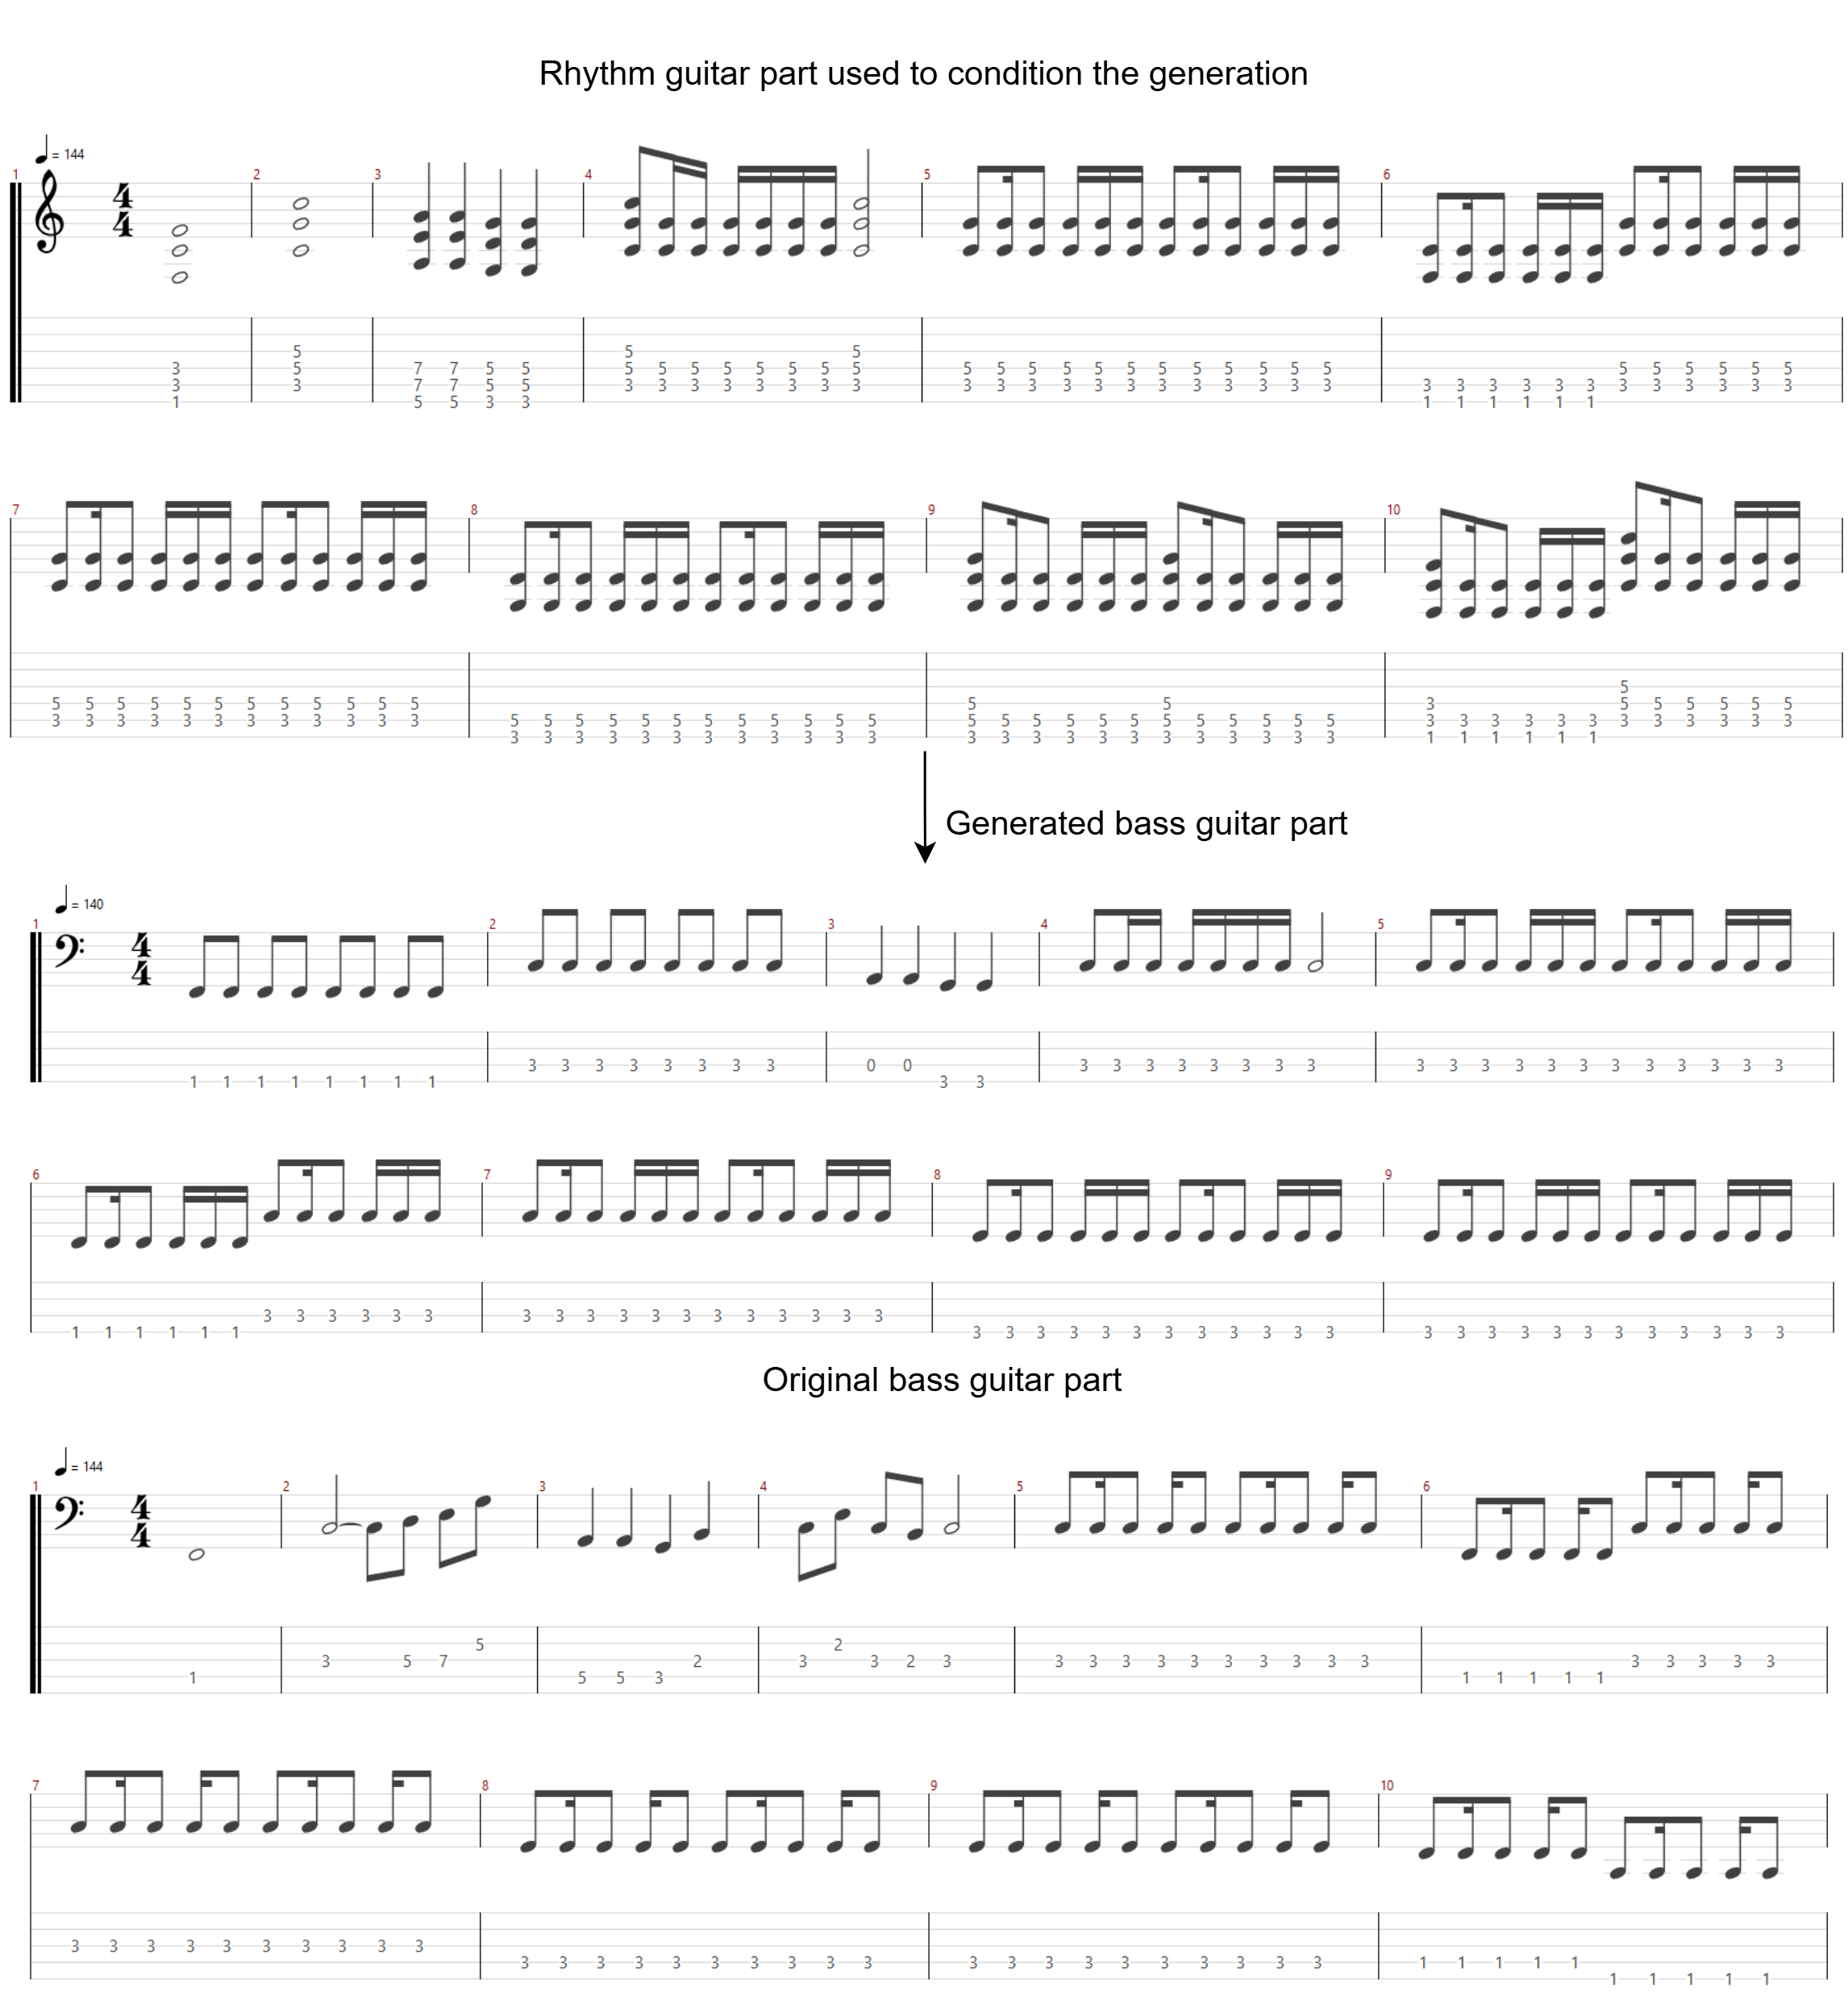 Rhythm guitar part used to condition the generation
= 144
1 2 3 4 5 6
4
4
5 7 7 5 5 5 5
3 5 7 7 5 5 5 5 5 5 5 5 5 5 5 5 5 5 5 5 5 5 5 5 5 5 5 5 5 5 5
3 3 7 7 5 5 3 3 3 3 3 3 3 3 3 3 3 3 3 3 3 3 3 3 3 3 3 3 3 3 3 3 3 3 3 3
1 5 5 3 3 1 1 1 1 1 1
7 8 9 10
5
5 5 5 5 5 5 5 5 5 5 5 5 5 5 3 5 5 5 5 5 5
3 3 3 3 3 3 3 3 3 3 3 3 5 5 5 5 5 5 5 5 5 5 5 5 5 5 5 5 5 5 5 5 5 5 5 5 3 3 3 3 3 3 3 3 3 3 3 3
3 3 3 3 3 3 3 3 3 3 3 3 3 3 3 3 3 3 3 3 3 3 3 3 1 1 1 1 1 1
Generated bass guitar part
= 140
1 2 3 4 5
4
4
3 3 3 3 3 3 3 3 0 0 3 3 3 3 3 3 3 3 3 3 3 3 3 3 3 3 3 3 3 3
1 1 1 1 1 1 1 1 3 3
6 7 8 9
3 3 3 3 3 3 3 3 3 3 3 3 3 3 3 3 3 3
1 1 1 1 1 1 3 3 3 3 3 3 3 3 3 3 3 3 3 3 3 3 3 3 3 3 3 3 3 3
Original bass guitar part
= 144
1 2 3 4 5 6
4
4
5 2
3 5 7 2 3 3 2 3 3 3 3 3 3 3 3 3 3 3 3 3 3 3 3
1 5 5 3 1 1 1 1 1
7 8 9 10
3 3 3 3 3 3 3 3 3 3
3 3 3 3 3 3 3 3 3 3 3 3 3 3 3 3 3 3 3 3 1 1 1 1 1
1 1 1 1 1